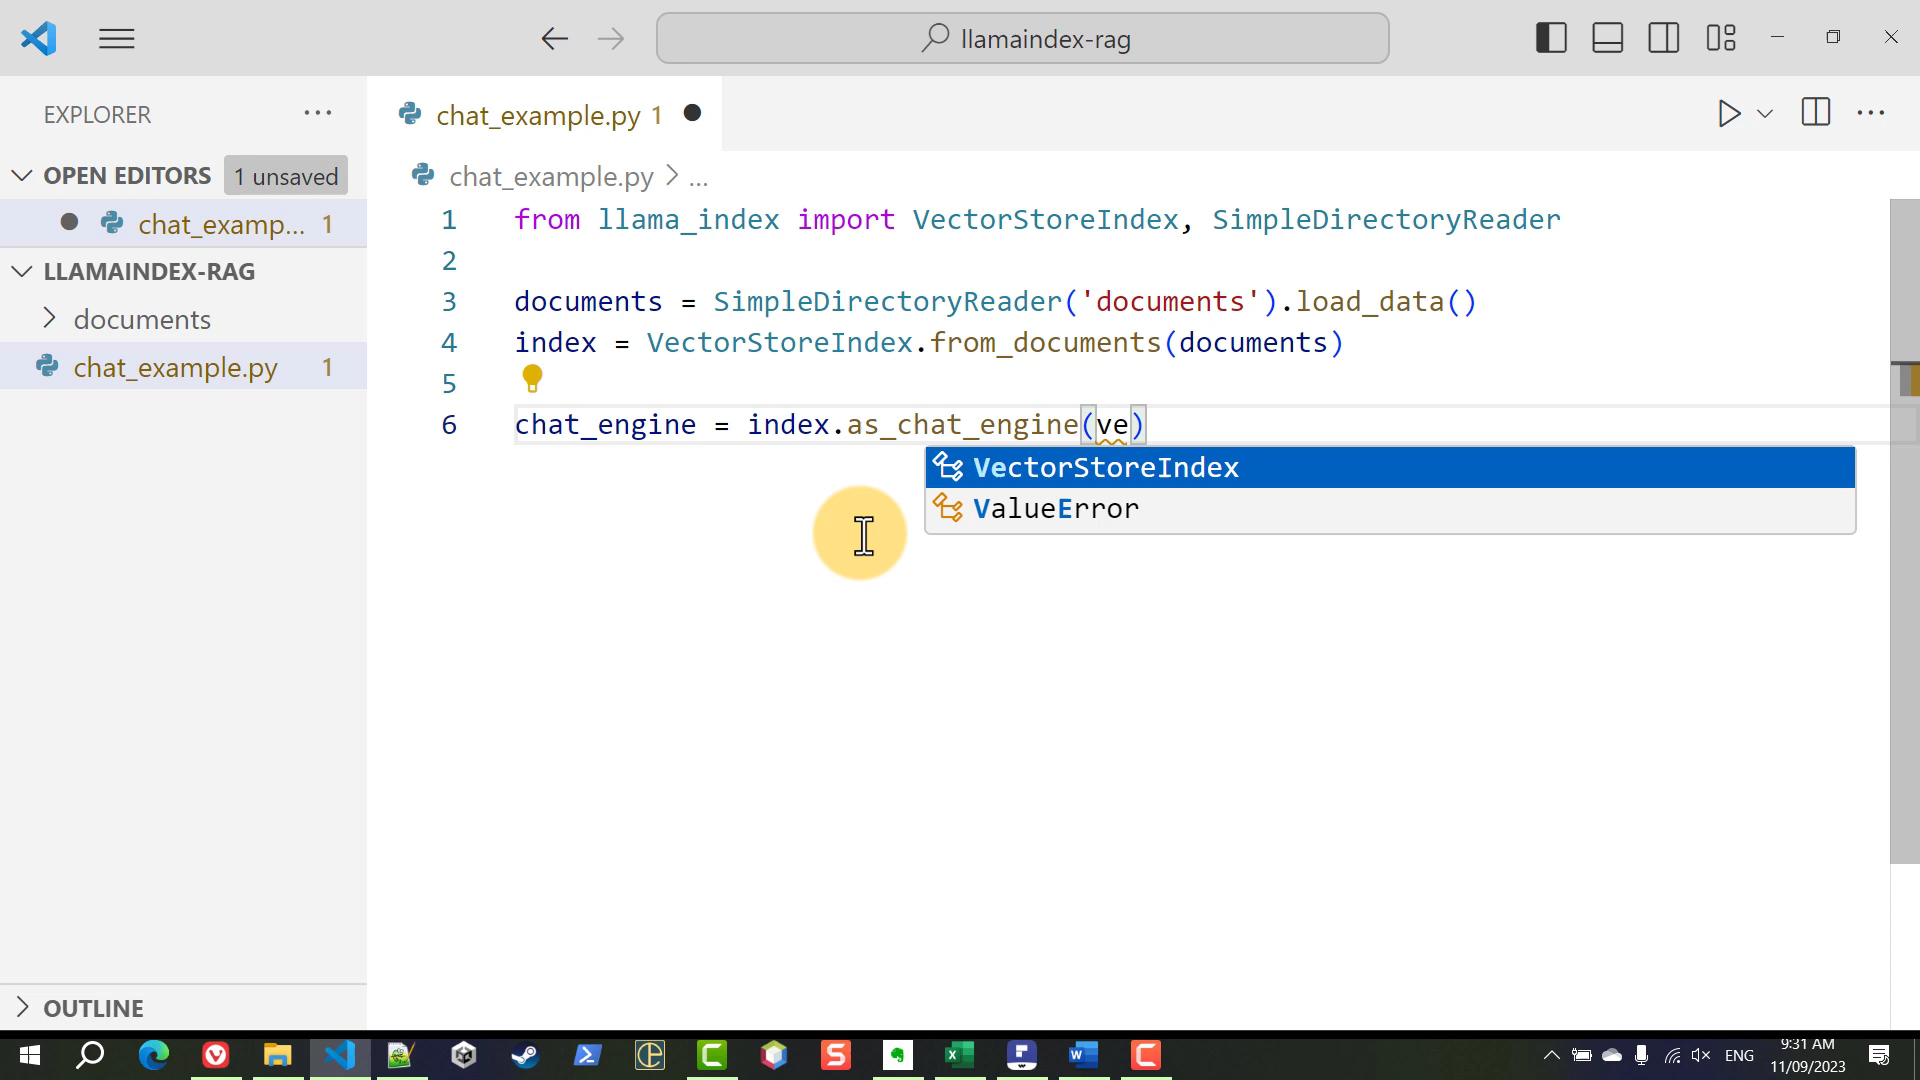 llamaindex-rag
EXPLORER
chat_example.py 1
OPEN EDITORS 1 unsaved
chat_examp... 1
LLAMAINDEX-RAG
documents
chat_example.py 1
OUTLINE
chat_example.py > ...
1 from llama_index import VectorStoreIndex, SimpleDirectoryReader
2
3 documents = SimpleDirectoryReader('documents').load_data()
4 index = VectorStoreIndex.from_documents(documents)
5
6 chat_engine = index.as_chat_engine(ve)
VectorStoreIndex
ValueError
ENG
9:31 AM
11/09/2023